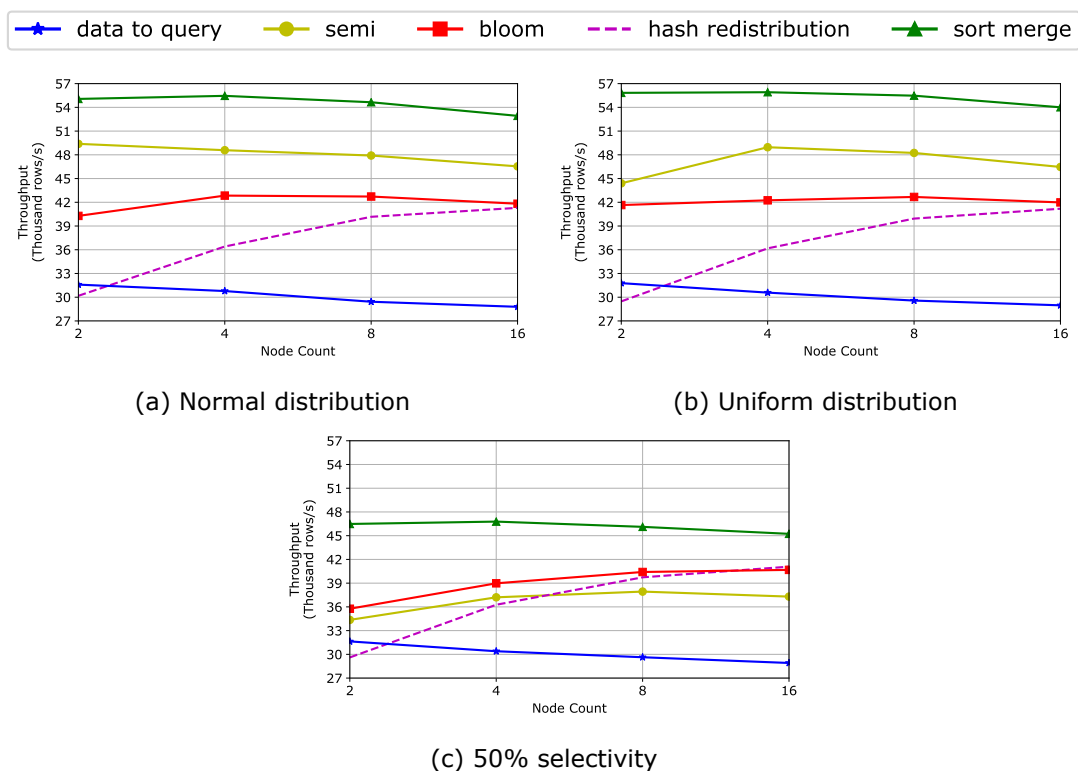 data to query semi bloom hash redistribution sort merge
57
54
51
48
45
42
39
36
33
30
27
Throughput
(Thousand rows/s)
2 4 8 16
Node Count
(a) Normal distribution
57
54
51
48
45
42
39
36
33
30
27
Throughput
(Thousand rows/s)
2 4 8 16
Node Count
(b) Uniform distribution
57
54
51
48
45
42
39
36
33
30
27
Throughput
(Thousand rows/s)
2 4 8 16
Node Count
(c) 50% selectivity